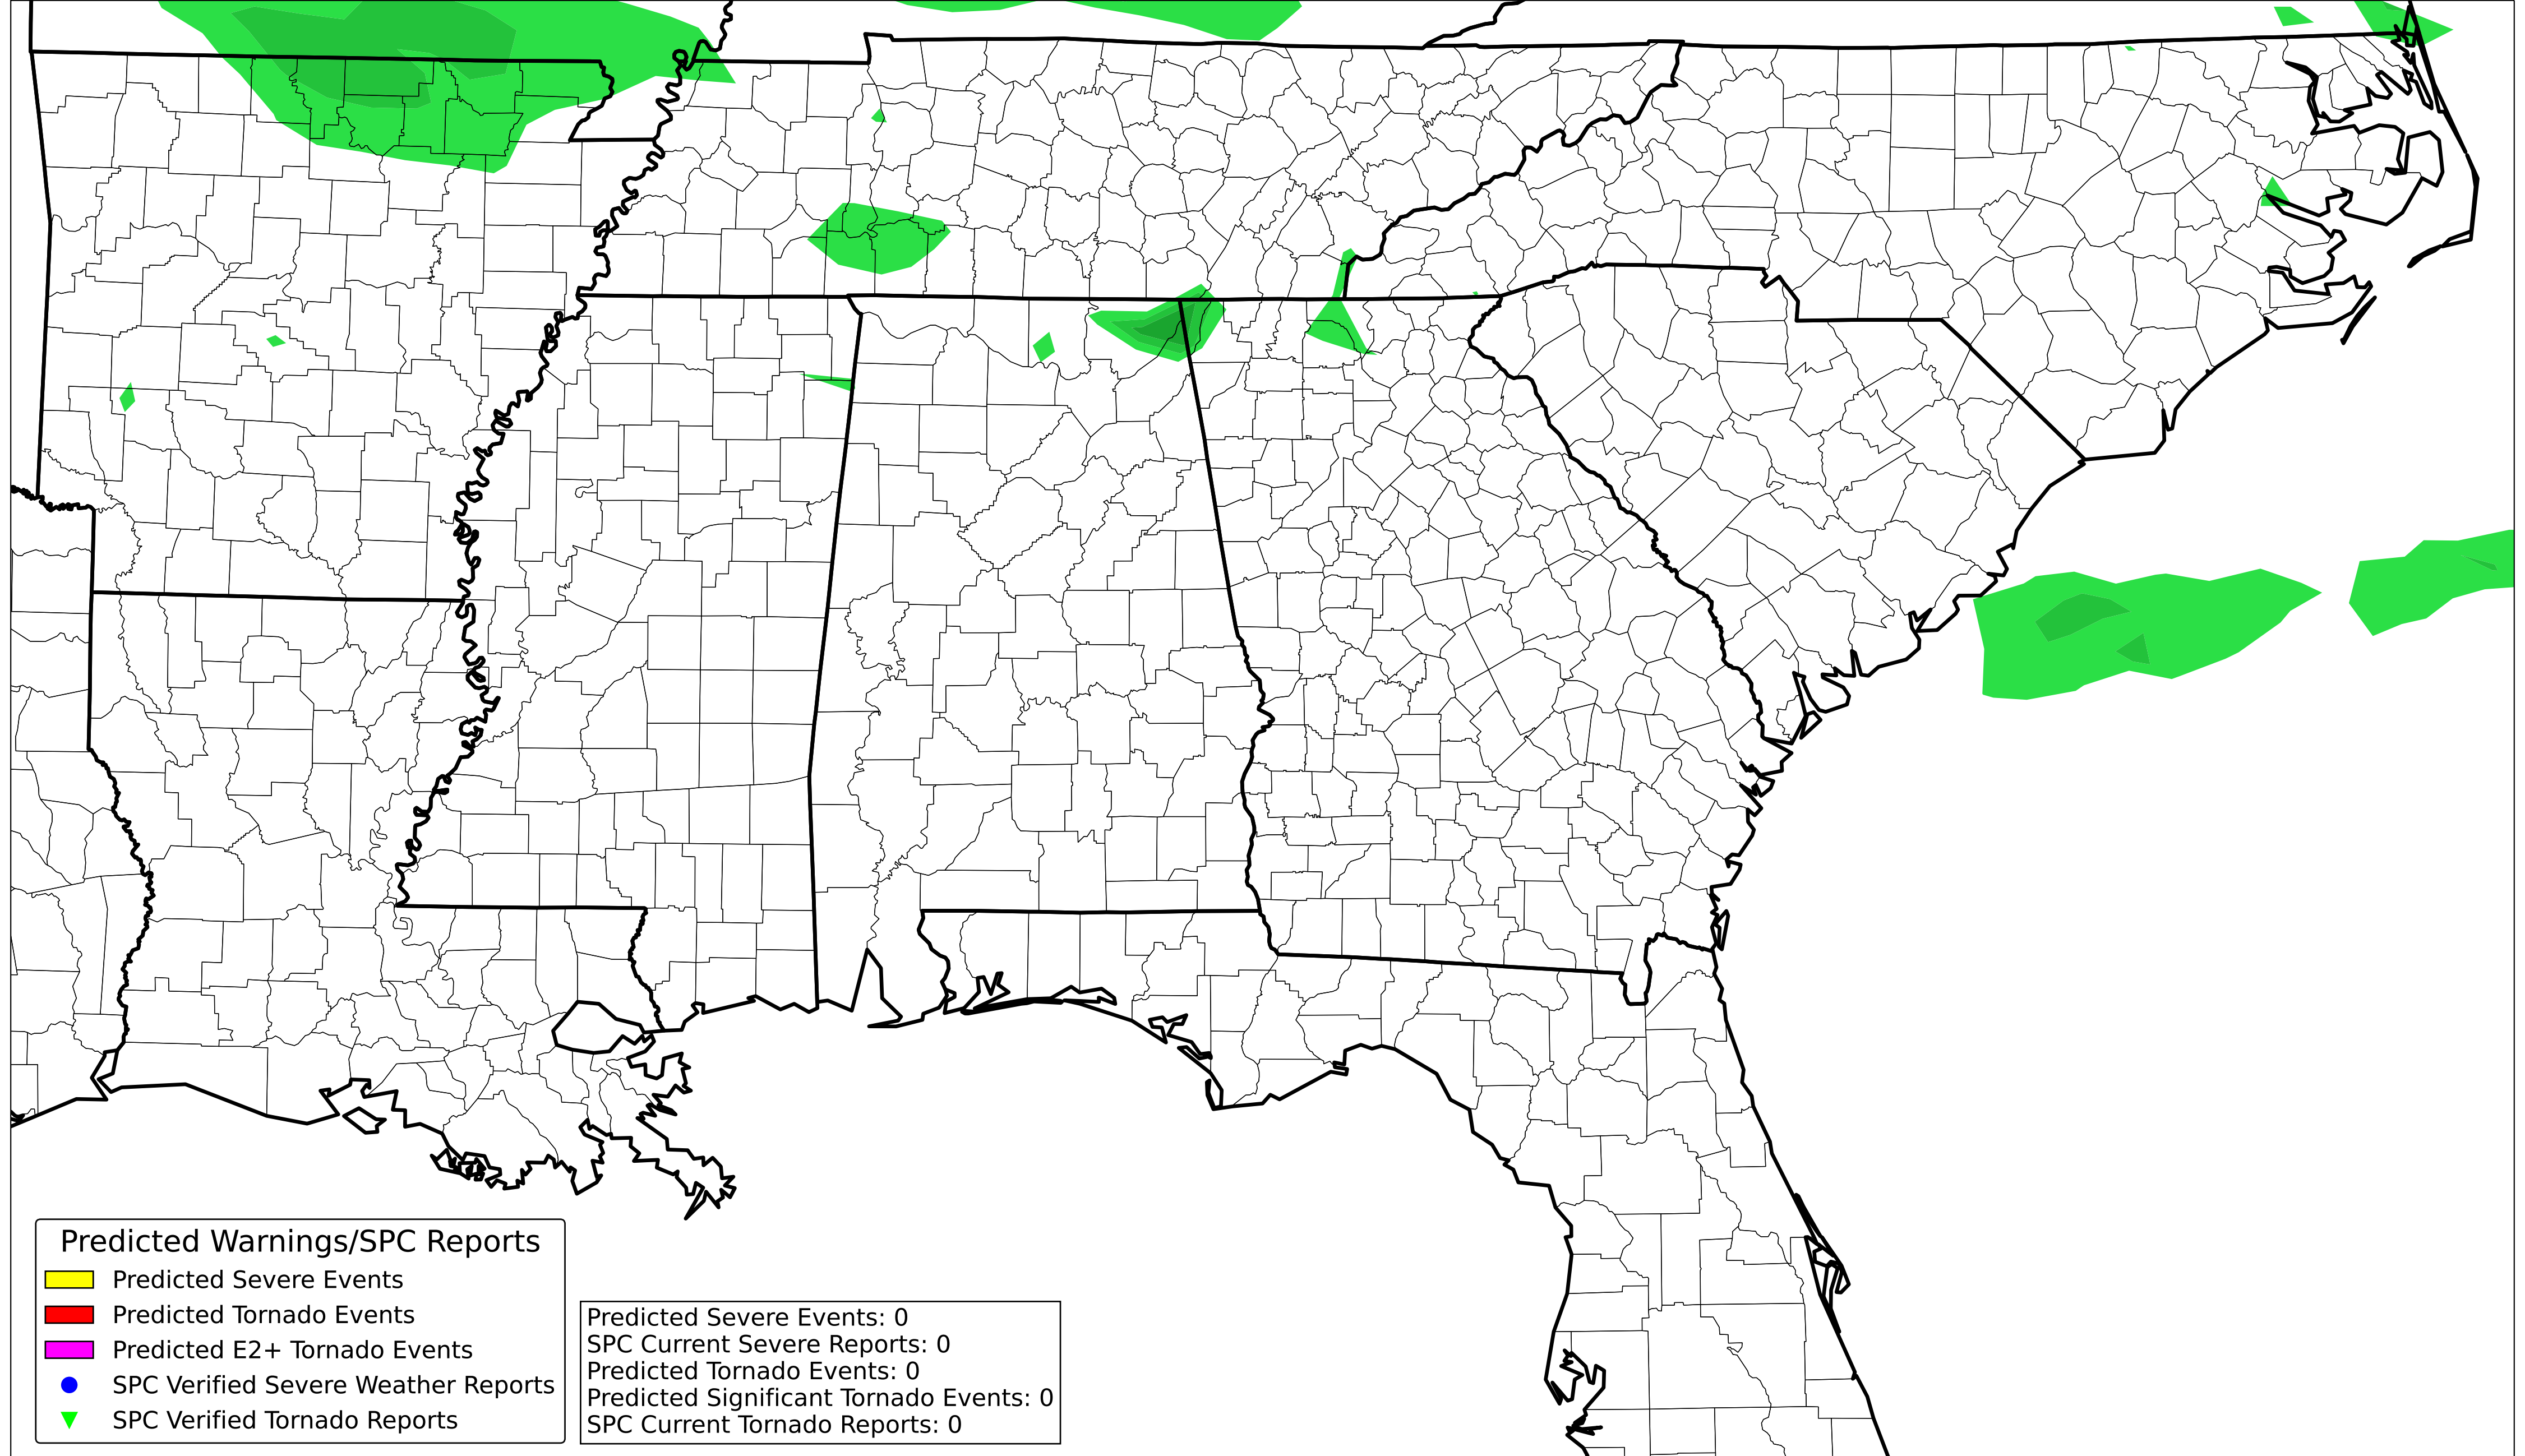 Predicted Warnings/SPC Reports
Predicted Severe Events
Predicted Tornado Events
Predicted E2+ Tornado Events
SPC Verified Severe Weather Reports
SPC Verified Tornado Reports
Predicted Severe Events: 0
SPC Current Severe Reports: 0
Predicted Tornado Events: 0
Predicted Significant Tornado Events: 0
SPC Current Tornado Reports: 0